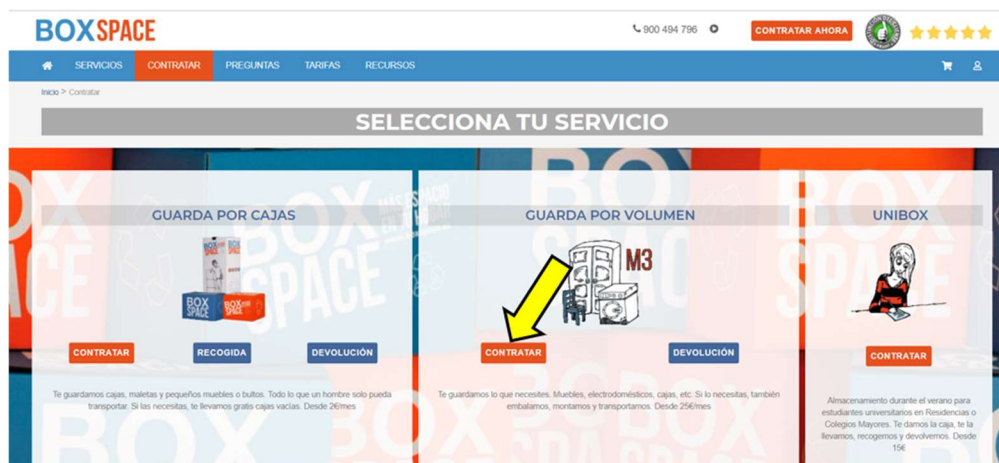 BOXSPACE
900 494 796
CONTRATAR AHORA
SERVICIOS CONTRATAR PREGUNTAS TARIFAS RECURSOS
Inicio > Contratar
SELECCIONA TU SERVICIO
GUARDA POR CAJAS
BOX
SPACE
CONTRATAR RECOGIDA DEVOLUCIÓN
Te guardamos cajas, maletas y pequeños muebles o bultos. Todo lo que un hombre solo pueda
transportar. Si las necesitas, te llevamos gratis cajas vacías. Desde 2€/mes
GUARDA POR VOLUMEN
M3
CONTRATAR DEVOLUCIÓN
Te guardamos lo que necesites. Muebles, electrodomésticos, cajas, etc. Si lo necesitas, también
embalamos, montamos y transportamos. Desde 25€/mes
UNIBOX
CONTRATAR
Almacenamiento durante el verano para
estudiantes universitarios en Residencias o
Colegios Mayores. Te damos la caja, te la
llevamos, recogemos y devolvemos. Desde
15€